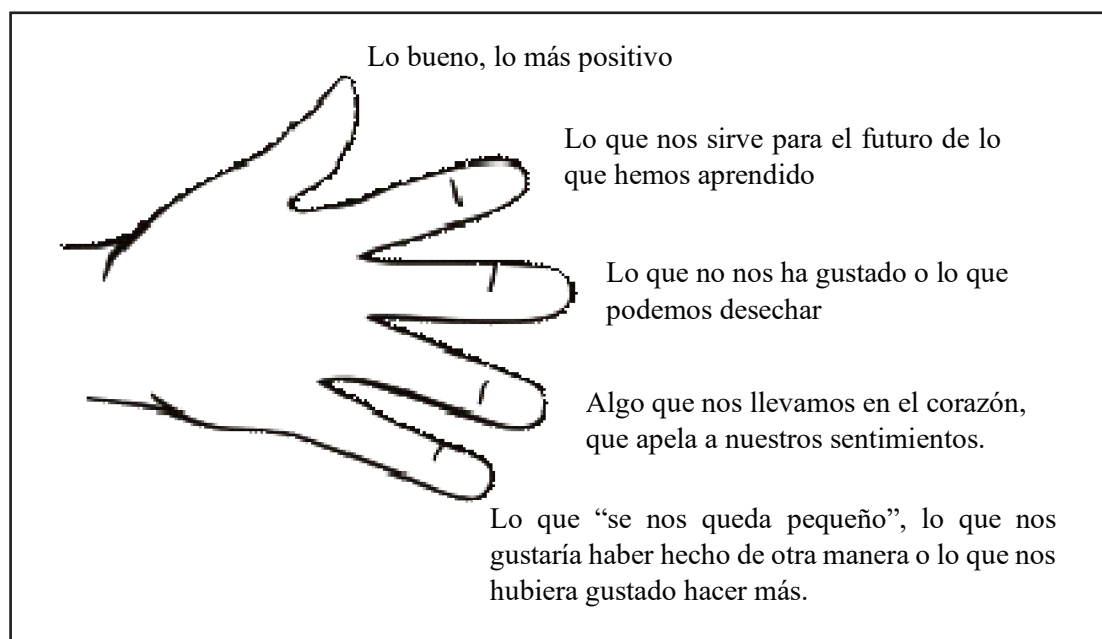 Lo bueno, lo más positivo
Lo que nos sirve para el futuro de lo
que hemos aprendido
Lo que no nos ha gustado o lo que
podemos desechar
Algo que nos llevamos en el corazón,
que apela a nuestros sentimientos.
Lo que “se nos queda pequeño”, lo que nos
gustaría haber hecho de otra manera o lo que nos
hubiera gustado hacer más.